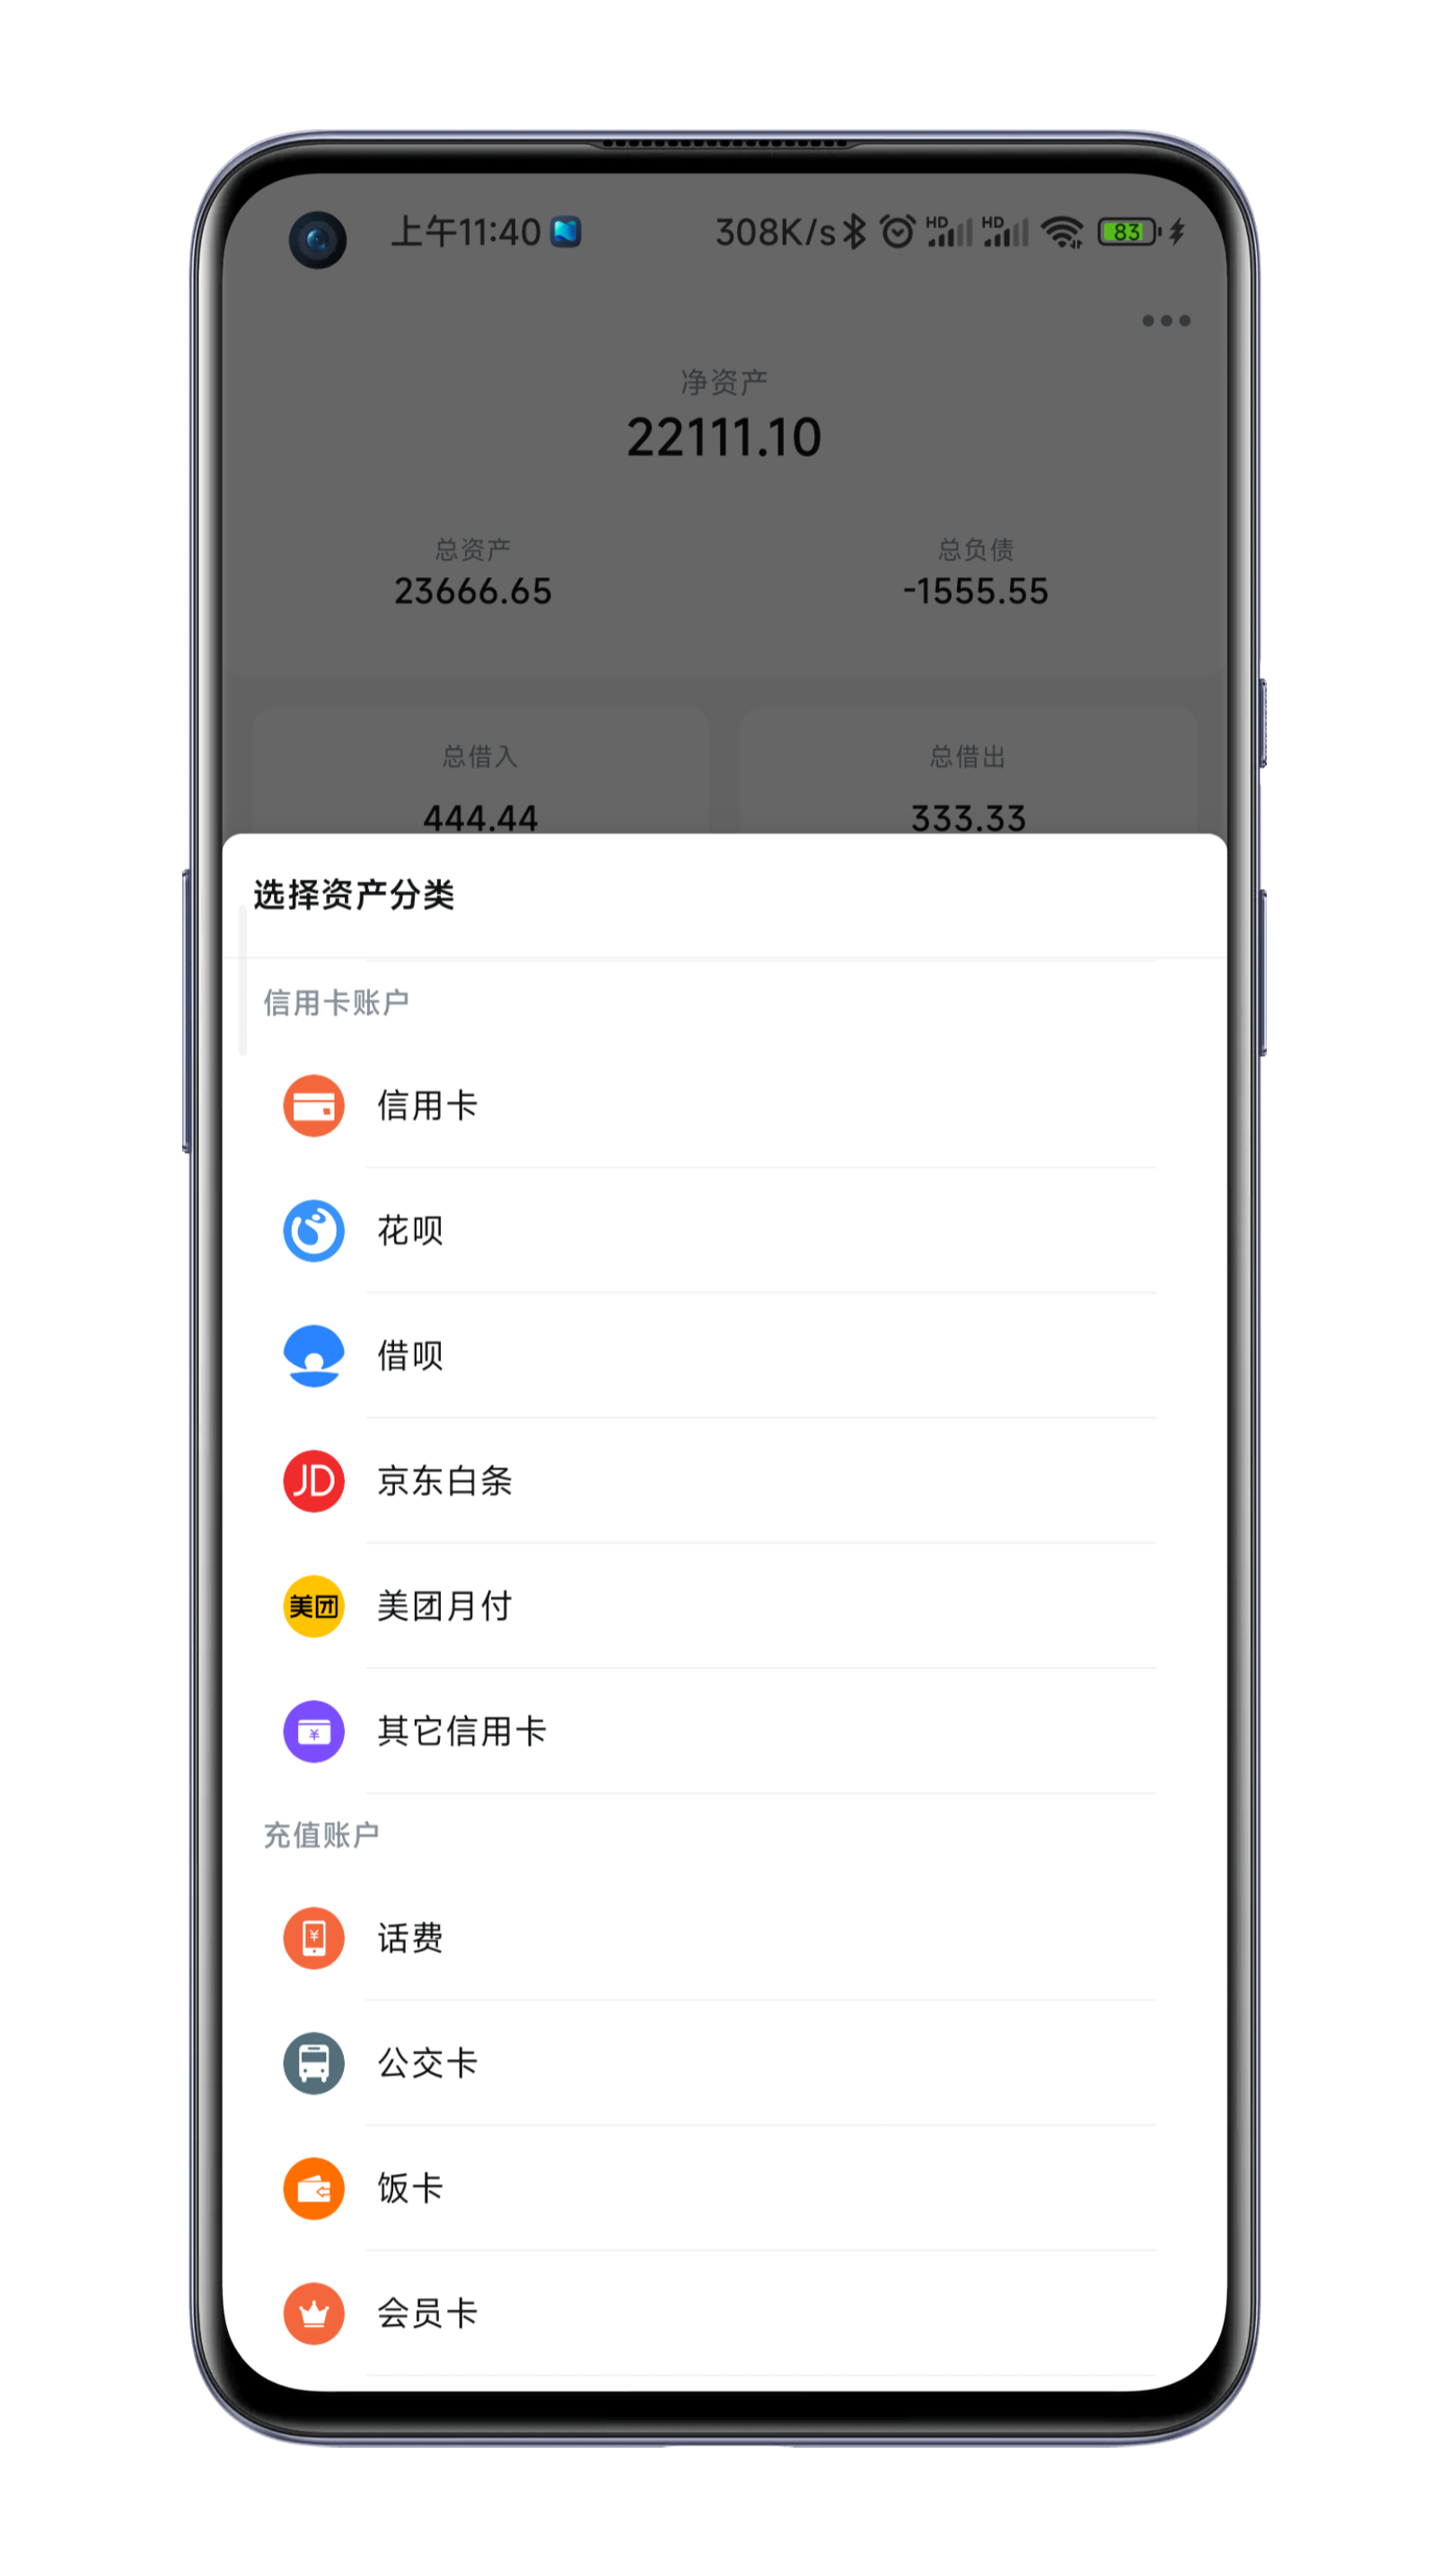 上午11:40 308K/s HD HD 83
净资产
22111.10
总资产 总负债
23666.65 -1555.55
总借入 总借出
444.44 333.33
选择资产分类
信用卡账户
信用卡
花呗
借呗
JD 京东白条
美团 美团月付
¥ 其它信用卡
充值账户
¥ 话费
公交卡
饭卡
会员卡